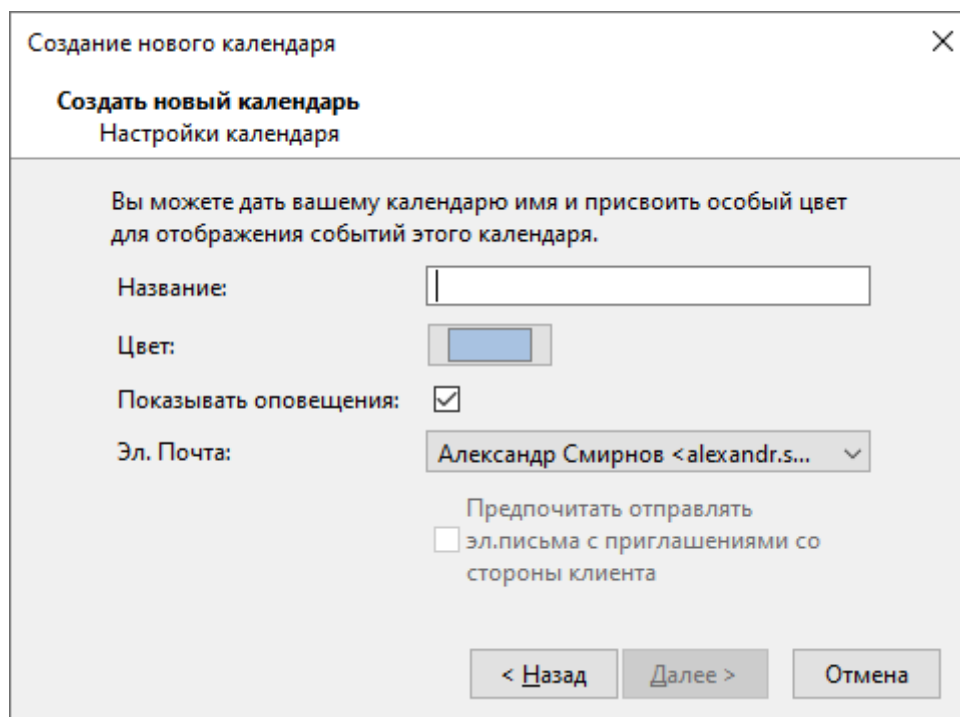 Создание нового календаря
Создать новый календарь
Настройки календаря
Вы можете дать вашему календарю имя и присвоить особый цвет
для отображения событий этого календаря.
Название:
Цвет:
Показывать оповещения:
Эл. Почта:
Александр Смирнов <alexandr.s...
Предпочитать отправлять
эл.письма с приглашениями со
стороны клиента
< Назад
Далее >
Отмена